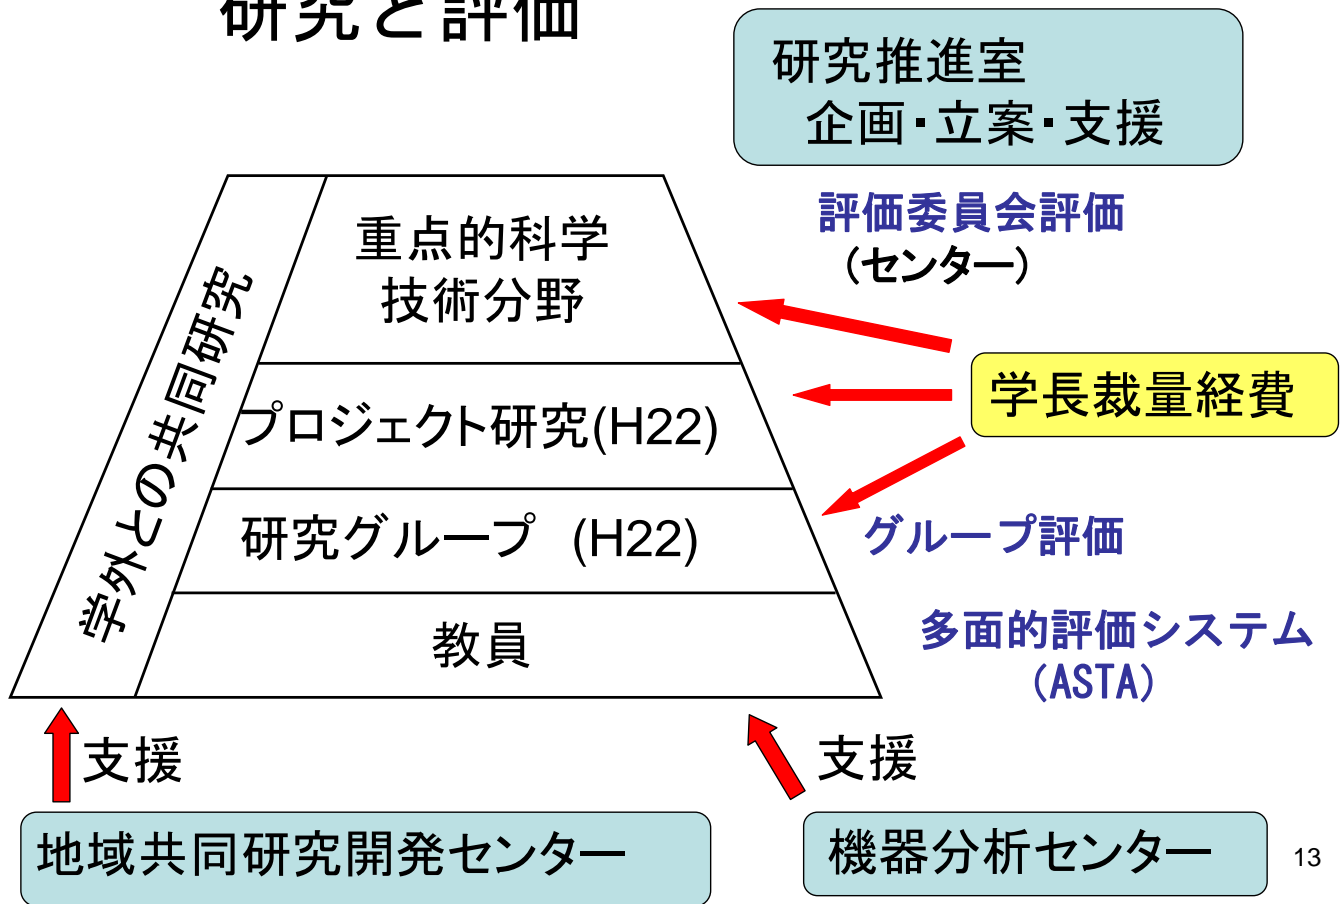 研究と評価
研究推進室
企画・立案・支援
評価委員会評価
(センター)
重点的科学
技術分野
学外との共同研究
学長裁量経費
プロジェクト研究(H22)
研究グループ (H22)
グループ評価
教員
多面的評価システム
(ASTA)
支援
支援
地域共同研究開発センター
機器分析センター
13